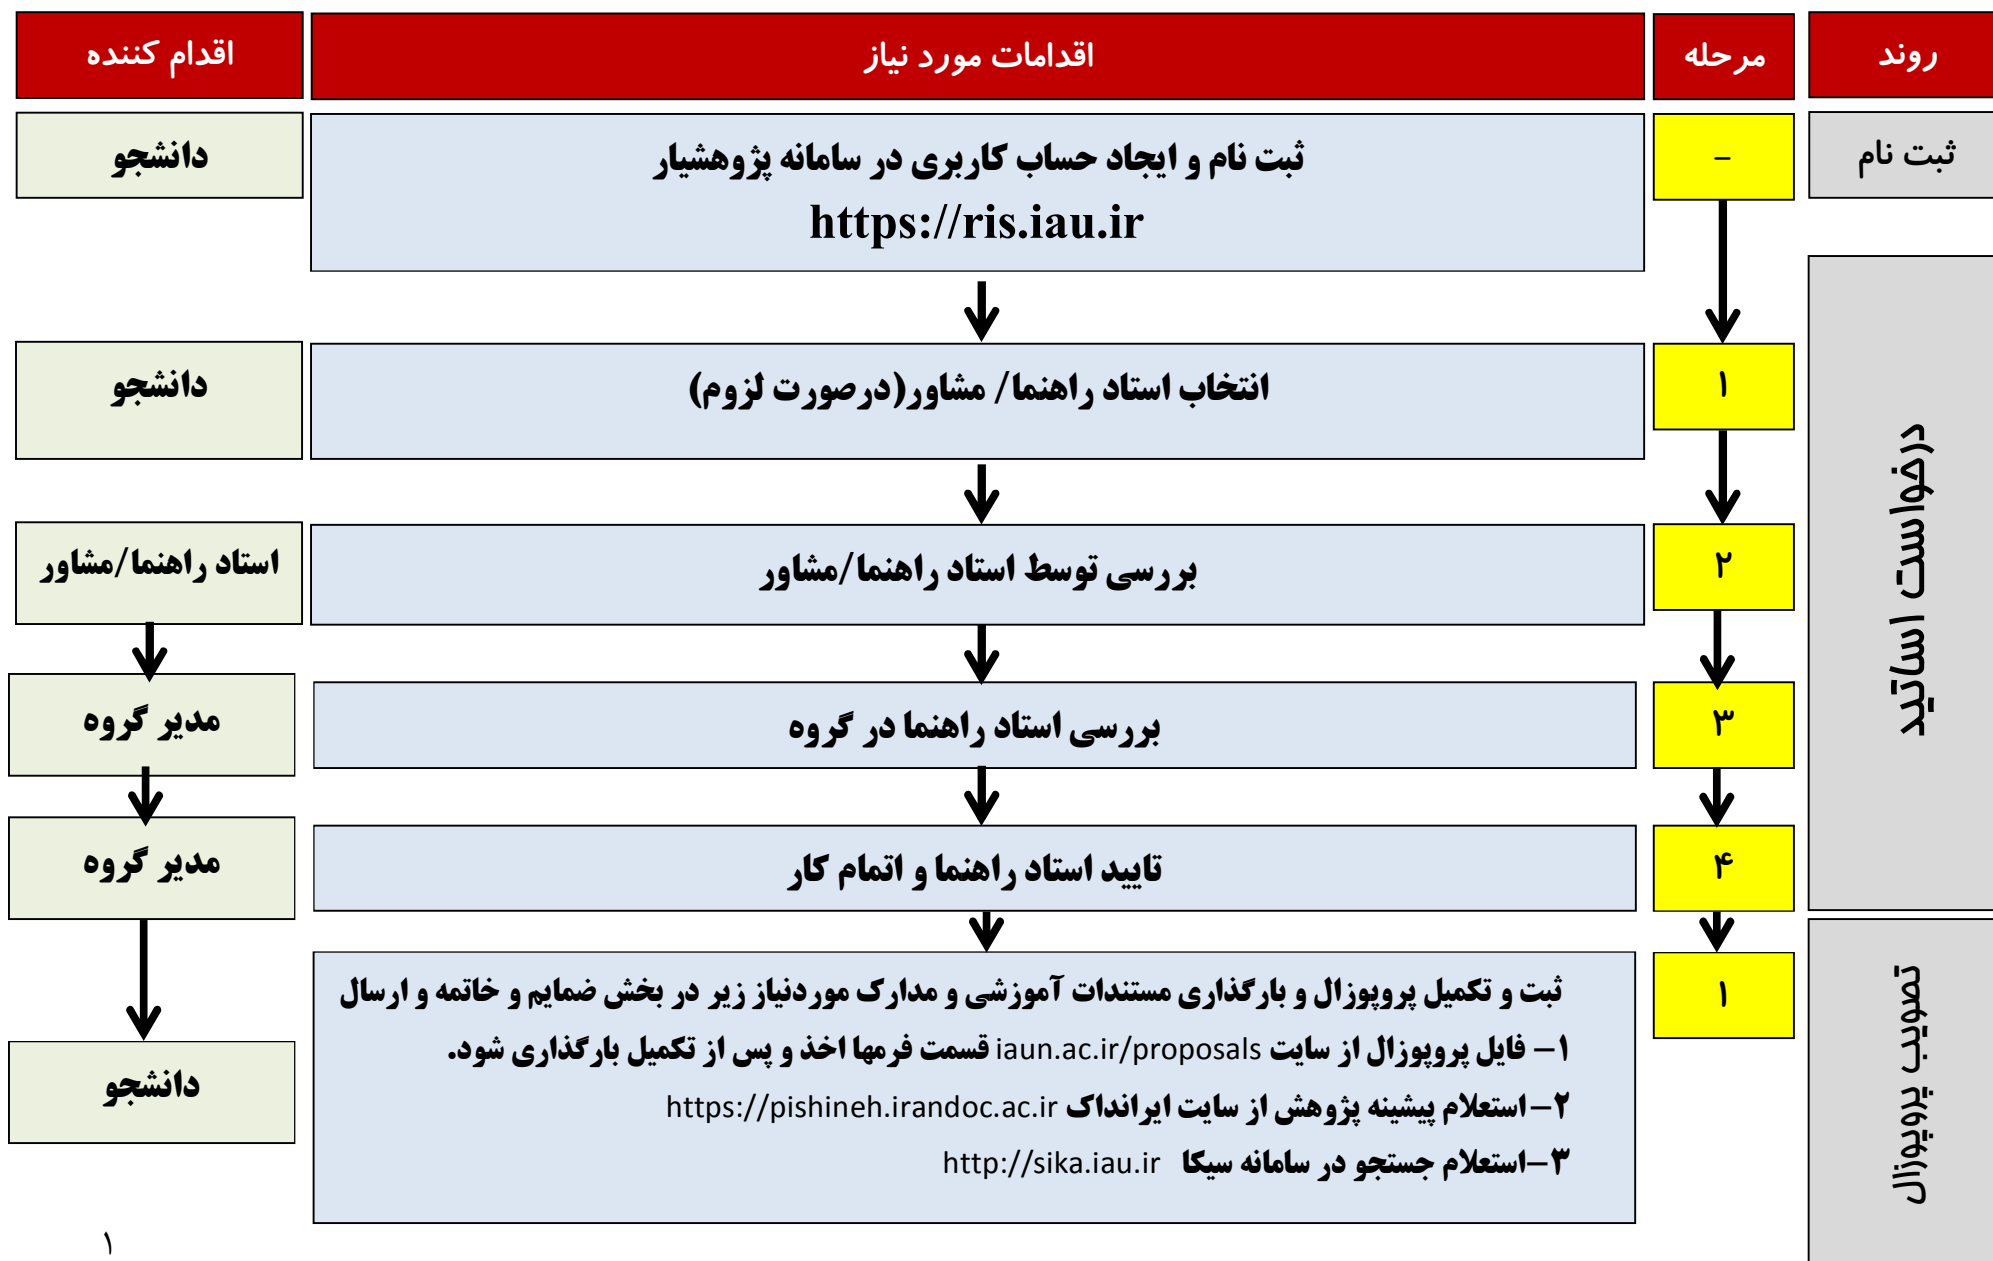 روند
مرحله
اقدامات مورد نیاز
اقدام کننده
ثبت نام
–
ثبت نام و ایجاد حساب کاربری در سامانه پژوهشیار
https://ris.iau.ir
دانشجو
درخواست اساتید
۱
انتخاب استاد راهنما/ مشاور(درصورت لزوم)
دانشجو
۲
بررسی توسط استاد راهنما/مشاور
استاد راهنما/مشاور
۳
بررسی استاد راهنما در گروه
مدیر گروه
۴
تایید استاد راهنما و اتمام کار
مدیر گروه
تصویب پروپوزال
۱
ثبت و تکمیل پروپوزال و بارگذاری مستندات آموزشی و مدارک موردنیاز زیر در بخش ضمایم و خاتمه و ارسال
۱– فایل پروپوزال از سایت iaun.ac.ir/proposals قسمت فرمها اخذ و پس از تکمیل بارگذاری شود.
۲–استعلام پیشینه پژوهش از سایت ایرانداک https://pishineh.irandoc.ac.ir
۳–استعلام جستجو در سامانه سیکا http://sika.iau.ir
دانشجو
۱